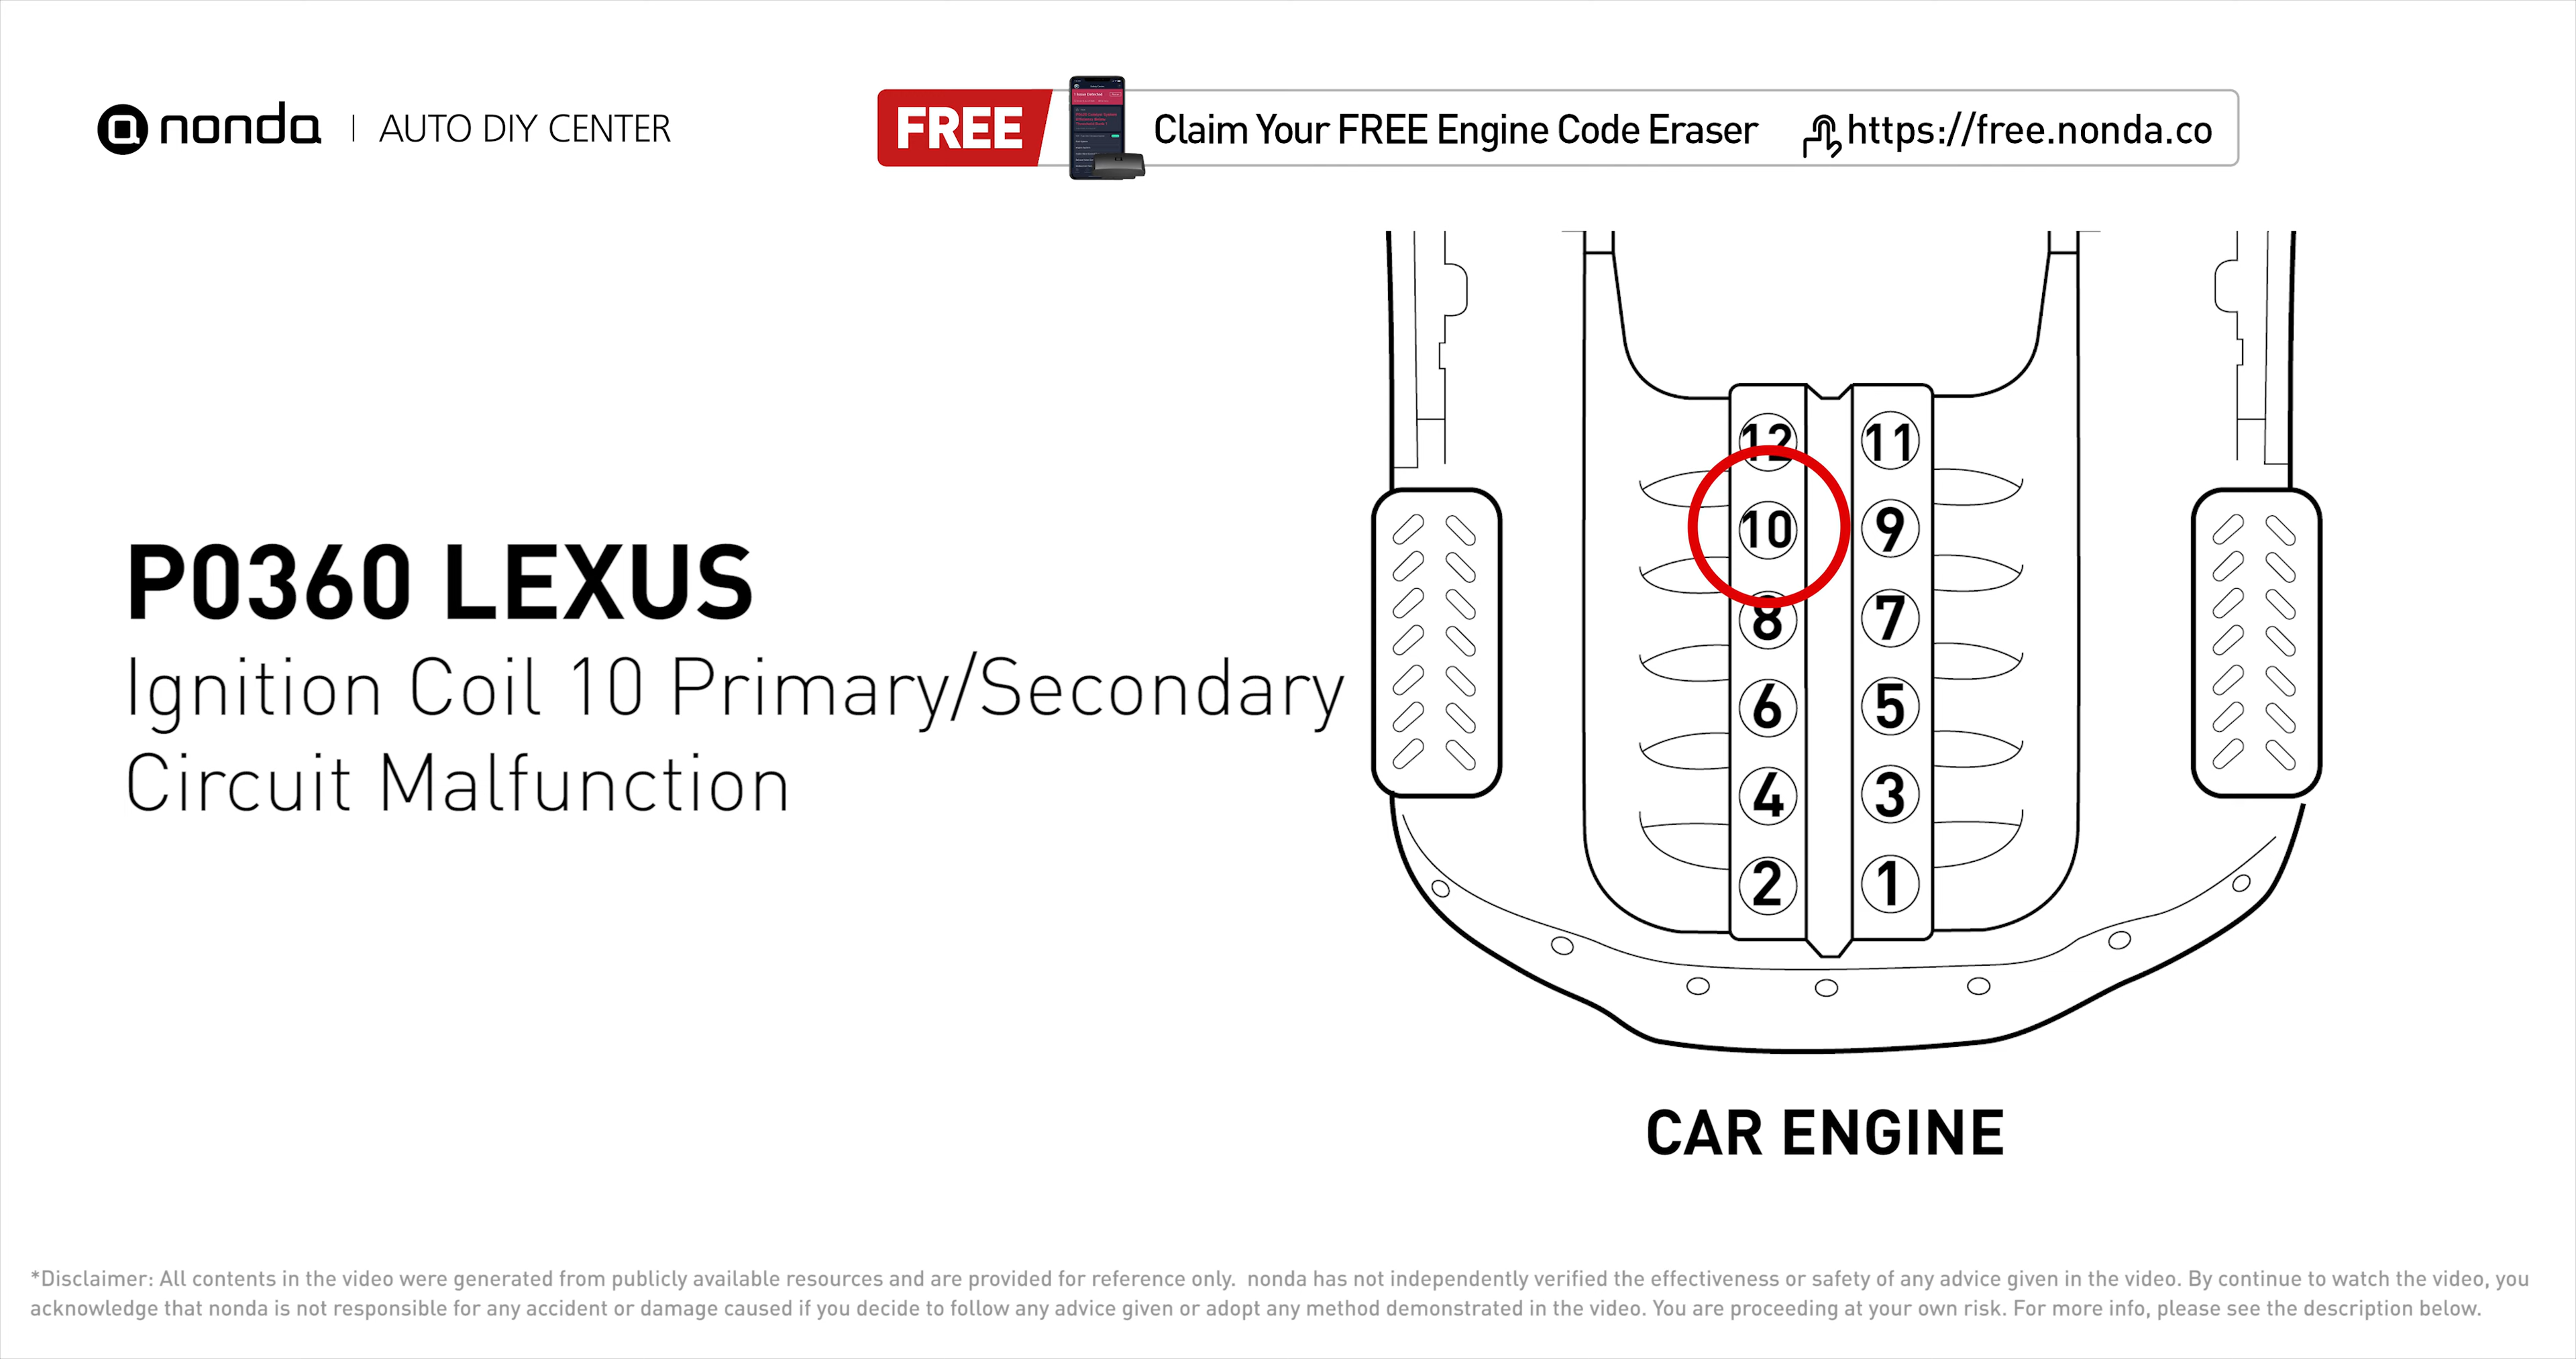 nonda | AUTO DIY CENTER
FREE Claim Your FREE Engine Code Eraser https://free.nonda.co
P0360 LEXUS
Ignition Coil 10 Primary/Secondary
Circuit Malfunction
12 11
10 9
8 7
6 5
4 3
2 1
CAR ENGINE
*Disclaimer: All contents in the video were generated from publicly available resources and are provided for reference only. nonda has not independently verified the effectiveness or safety of any advice given in the video. By continue to watch the video, you
acknowledge that nonda is not responsible for any accident or damage caused if you decide to follow any advice given or adopt any method demonstrated in the video. You are proceeding at your own risk. For more info, please see the description below.